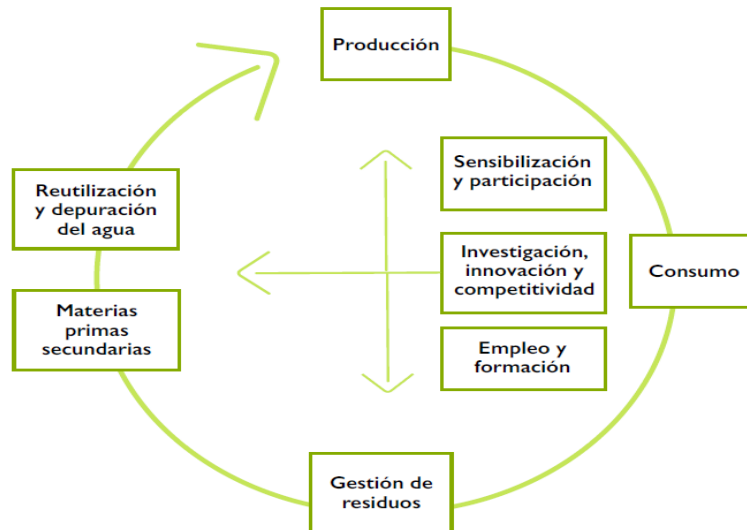 Producción
Sensibilización
y participación
Reutilización
y depuración
del agua
Investigación,
innovación y
competitividad
Consumo
Materias
primas
secundarias
Empleo y
formación
Gestión de
residuos